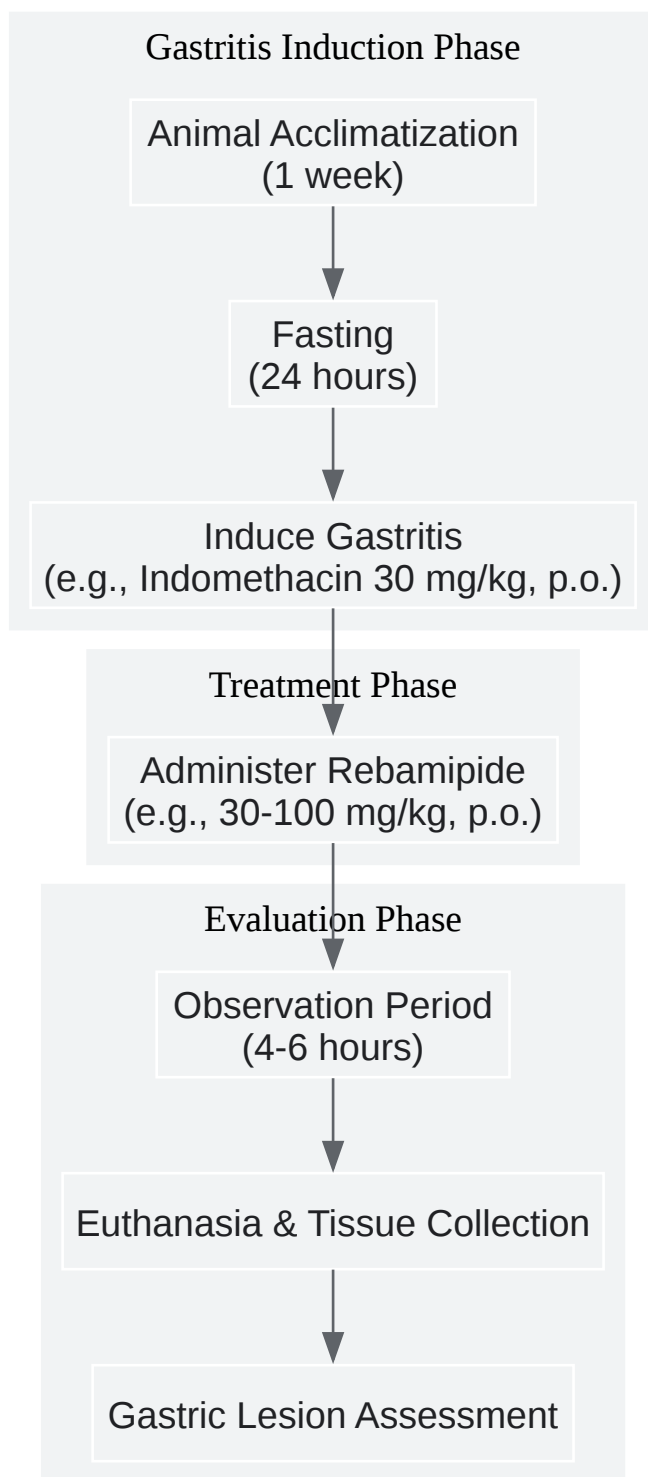 Gastritis Induction Phase
Animal Acclimatization
(1 week)
Fasting
(24 hours)
Induce Gastritis
(e.g., Indomethacin 30 mg/kg, p.o.)
Treatment Phase
Administer Rebamipide
(e.g., 30-100 mg/kg, p.o.)
Evaluation Phase
Observation Period
(4-6 hours)
Euthanasia & Tissue Collection
Gastric Lesion Assessment